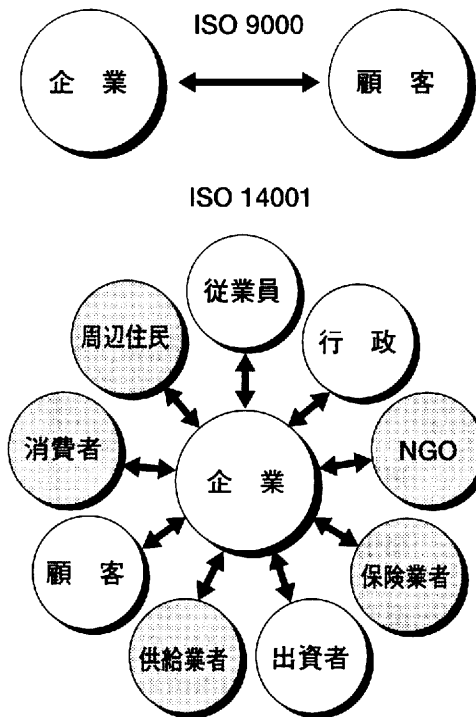 ISO 9000
企 業
顧 客
ISO 14001
従業員
周辺住民
行 政
消費者
NGO
企 業
顧 客
保険業者
供給業者
出資者